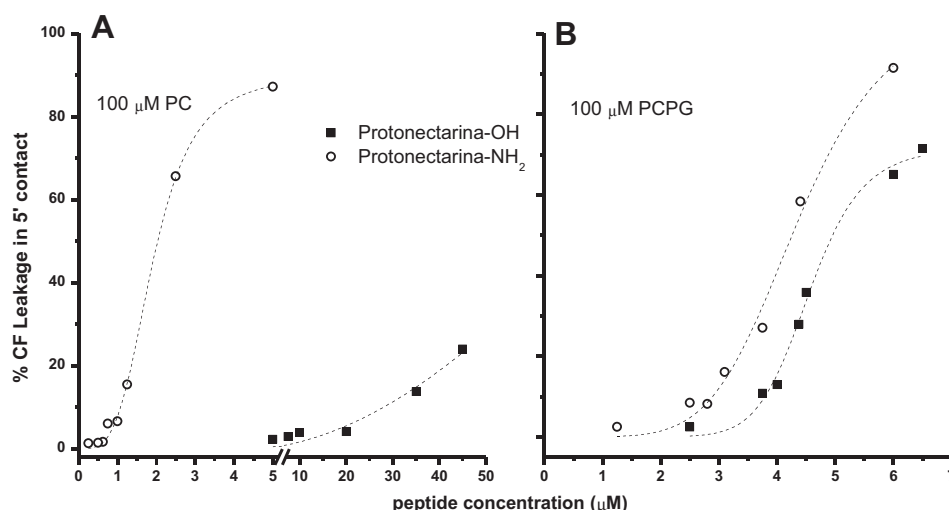 A
B
100 μM PC
100 μM PCPG
Protonectarina-OH
Protonectarina-NH2
% CF Leakage in 5' contact
100
80
60
40
20
0
0 1 2 3 4 5 10 20 30 40 50
0 1 2 3 4 5 6 7
peptide concentration (μM)